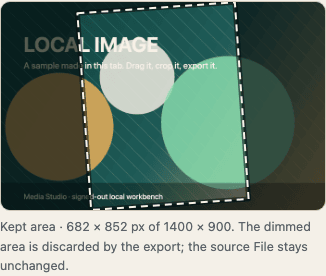 LOCAL IMAGE
A sample made in this tab. Drag it, crop it, export it.
Media Studio · signed-out local workbench
Kept area · 682 × 852 px of 1400 × 900. The dimmed
area is discarded by the export; the source File stays
unchanged.